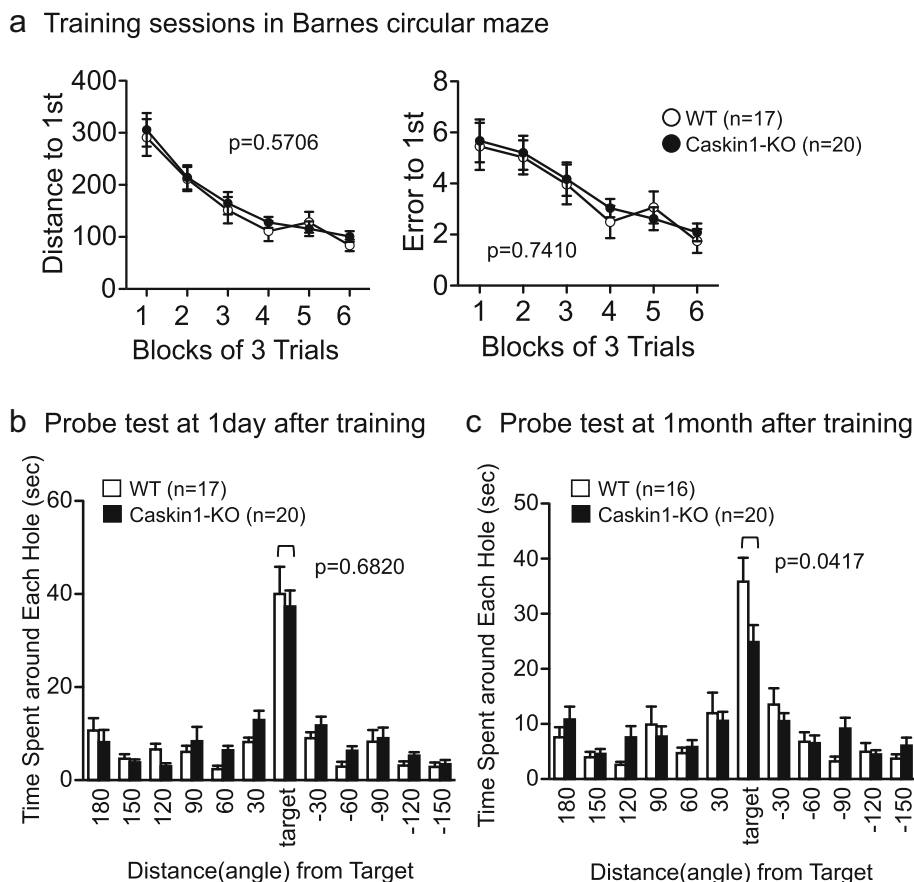 a Training sessions in Barnes circular maze
Distance to 1st
400
300
200
100
0
p=0.5706
1 2 3 4 5 6
Blocks of 3 Trials
Error to 1st
8
6
4
2
0
p=0.7410
1 2 3 4 5 6
Blocks of 3 Trials
WT (n=17)
Caskin1-KO (n=20)
b Probe test at 1day after training
Time Spent around Each Hole (sec)
60
40
20
0
WT (n=17)
Caskin1-KO (n=20)
p=0.6820
180 150 120 90 60 30 target -30 -60 -90 -120 -150
Distance(angle) from Target
c Probe test at 1month after training
Time Spent around Each Hole (sec)
50
40
30
20
10
0
WT (n=16)
Caskin1-KO (n=20)
p=0.0417
180 150 120 90 60 30 target -30 -60 -90 -120 -150
Distance(angle) from Target